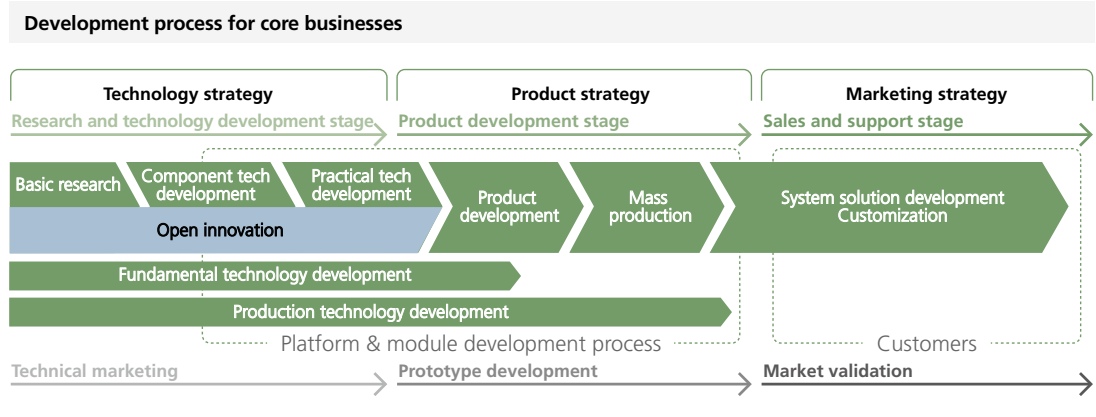 Development process for core businesses
Technology strategy
Product strategy
Marketing strategy
Research and technology development stage
Product development stage
Sales and support stage
Basic research
Component tech
development
Practical tech
development
Product
development
Mass
production
System solution development
Customization
Open innovation
Fundamental technology development
Production technology development
Platform & module development process
Customers
Technical marketing
Prototype development
Market validation